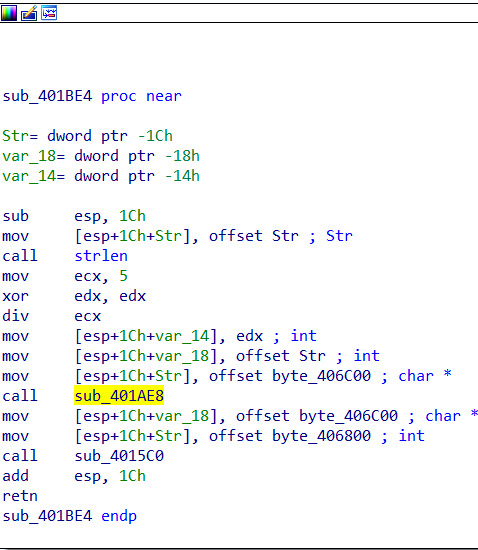 sub_401BE4 proc near
Str= dword ptr -1Ch
var_18= dword ptr -18h
var_14= dword ptr -14h
sub esp, 1Ch
mov [esp+1Ch+Str], offset Str ; Str
call strlen
mov ecx, 5
xor edx, edx
div ecx
mov [esp+1Ch+var_14], edx ; int
mov [esp+1Ch+var_18], offset Str ; int
mov [esp+1Ch+Str], offset byte_406C00 ; char *
call sub_401AE8
mov [esp+1Ch+var_18], offset byte_406C00 ; char *
mov [esp+1Ch+Str], offset byte_406800 ; int
call sub_4015C0
add esp, 1Ch
retn
sub_401BE4 endp